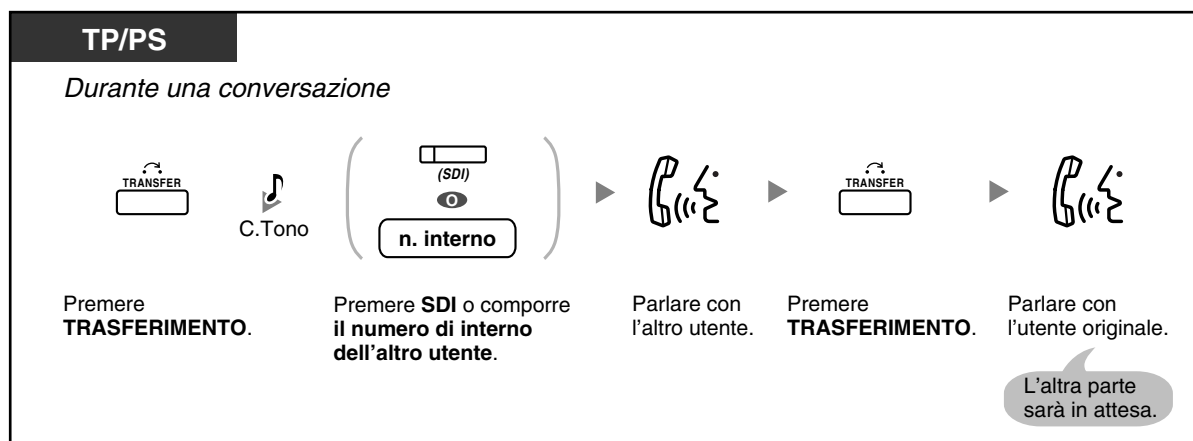 TP/PS
Durante una conversazione
TRANSFER
C.Tono
(SDI)
O
n. interno
TRANSFER
Premere
TRASFERIMENTO.
Premere SDI o comporre
il numero di interno
dell'altro utente.
Parlare con
l'altro utente.
Premere
TRASFERIMENTO.
Parlare con
l'utente originale.
L'altra parte
sarà in attesa.